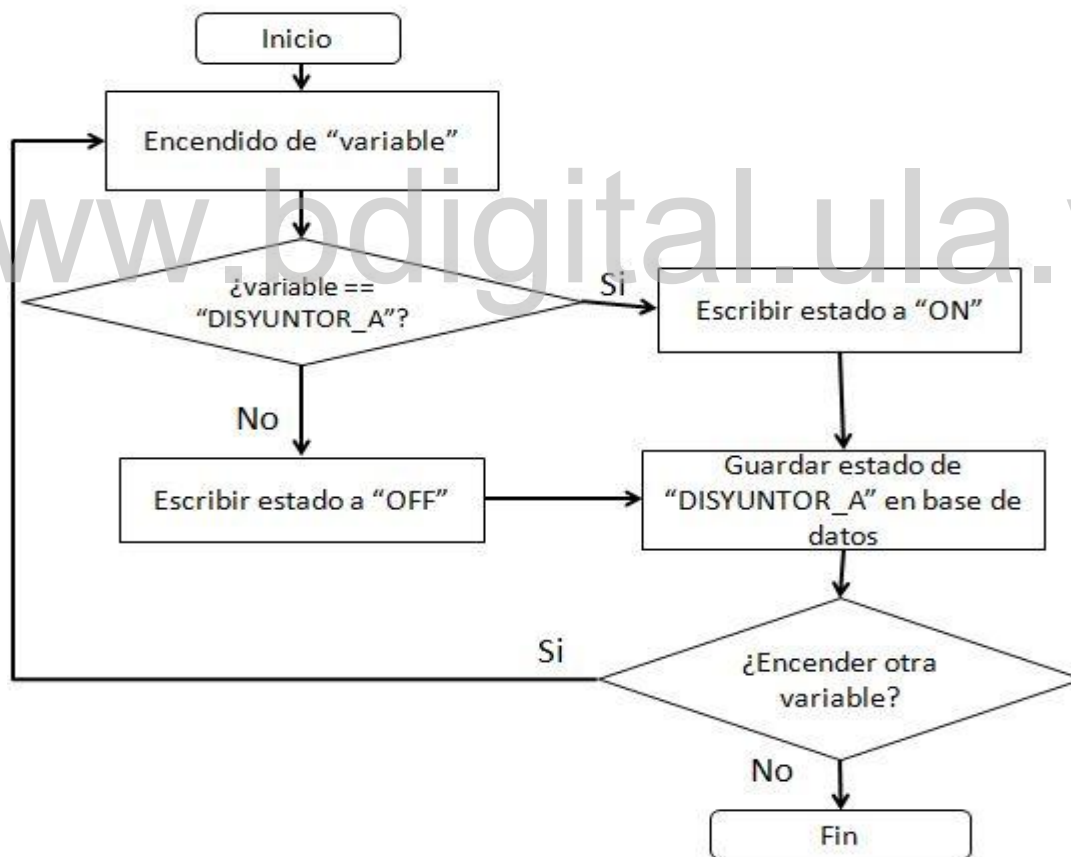 Inicio
Encendido de “variable”
www.bdigital.ula.v
¿variable ==
“DISYUNTOR_A”?
Si
Escribir estado a “ON”
No
Escribir estado a “OFF”
Guardar estado de
“DISYUNTOR_A” en base de
datos
Si
¿Encender otra
variable?
No
Fin